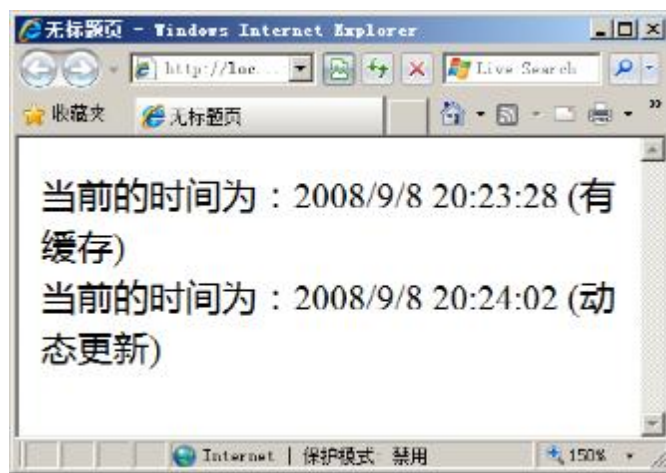 无标题页 - Windows Internet Explorer
http://loc...
Live Search
收藏夹
无标题页
当前的时间为：2008/9/8 20:23:28 (有
缓存)
当前的时间为：2008/9/8 20:24:02 (动
态更新)
Internet | 保护模式: 禁用
150%